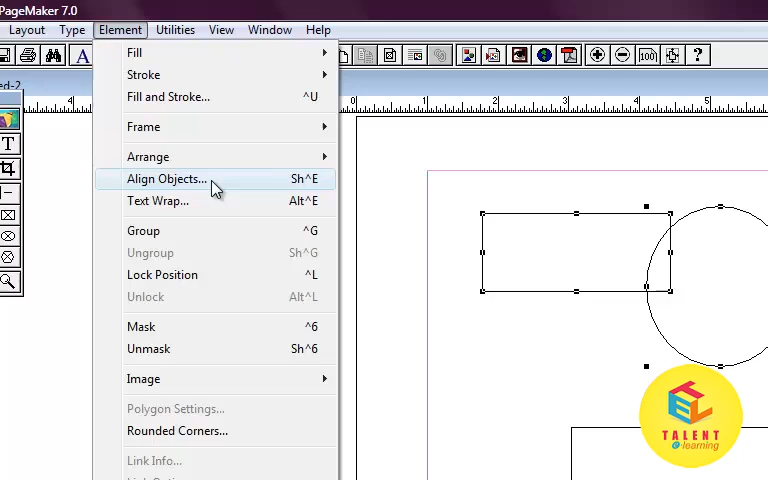 PageMaker 7.0
Layout Type Element Utilities View Window Help
ed-2
Fill
Stroke
Fill and Stroke... ^U
Frame
Arrange
Align Objects... Sh^E
Text Wrap... Alt^E
Group ^G
Ungroup Sh^G
Lock Position ^L
Unlock Alt^L
Mask ^6
Unmask Sh^6
Image
Polygon Settings...
Rounded Corners...
Link Info...
4 0 1 2 3 4 5
A
T
100
?
TEL
TALENT
e-learning